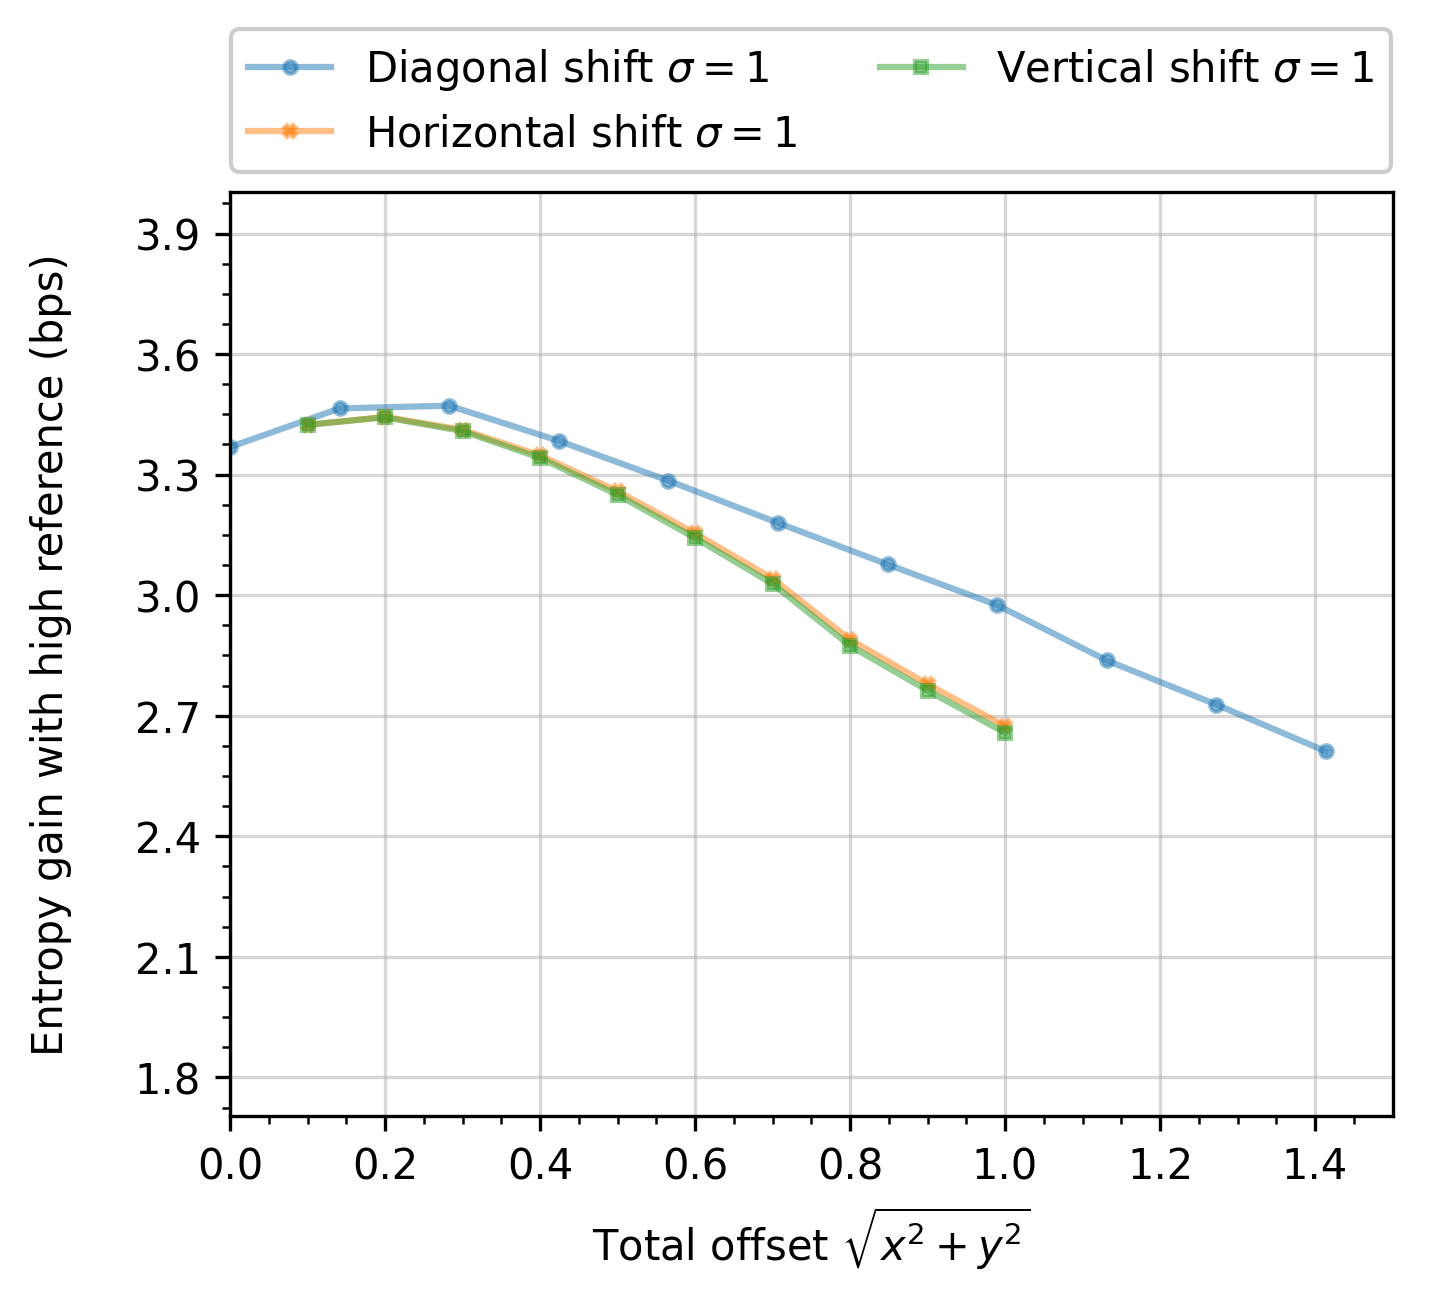 Diagonal shift σ = 1
Horizontal shift σ = 1
Vertical shift σ = 1
Entropy gain with high reference (bps)
3.9
3.6
3.3
3.0
2.7
2.4
2.1
1.8
0.0 0.2 0.4 0.6 0.8 1.0 1.2 1.4
Total offset √x² + y²